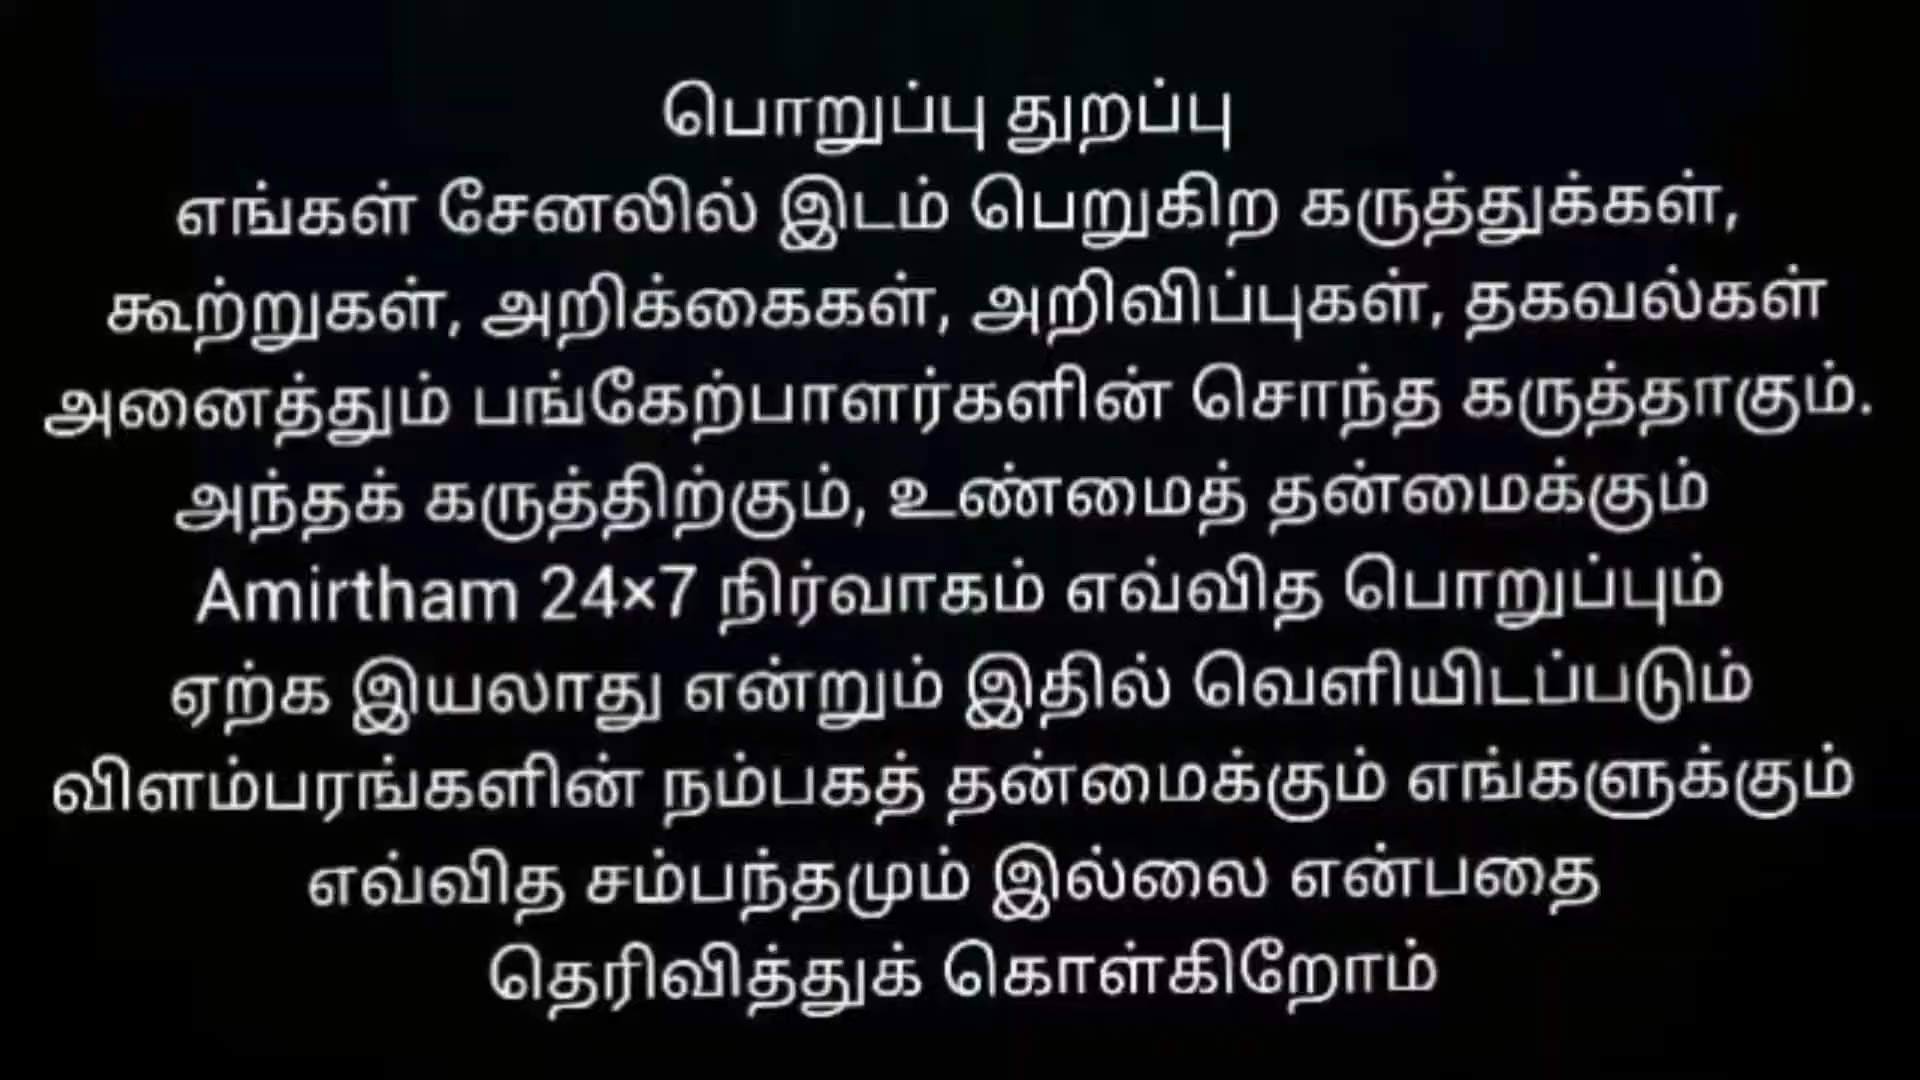 பொறுப்பு துறப்பு
எங்கள் சேனலில் இடம் பெறுகிற கருத்துக்கள்,
கூற்றுகள், அறிக்கைகள், அறிவிப்புகள், தகவல்கள்
அனைத்தும் பங்கேற்பாளர்களின் சொந்த கருத்தாகும்.
அந்தக் கருத்திற்கும், உண்மைத் தன்மைக்கும்
Amirtham 24×7 நிர்வாகம் எவ்வித பொறுப்பும்
ஏற்க இயலாது என்றும் இதில் வெளியிடப்படும்
விளம்பரங்களின் நம்பகத் தன்மைக்கும் எங்களுக்கும்
எவ்வித சம்பந்தமும் இல்லை என்பதை
தெரிவித்துக் கொள்கிறோம்